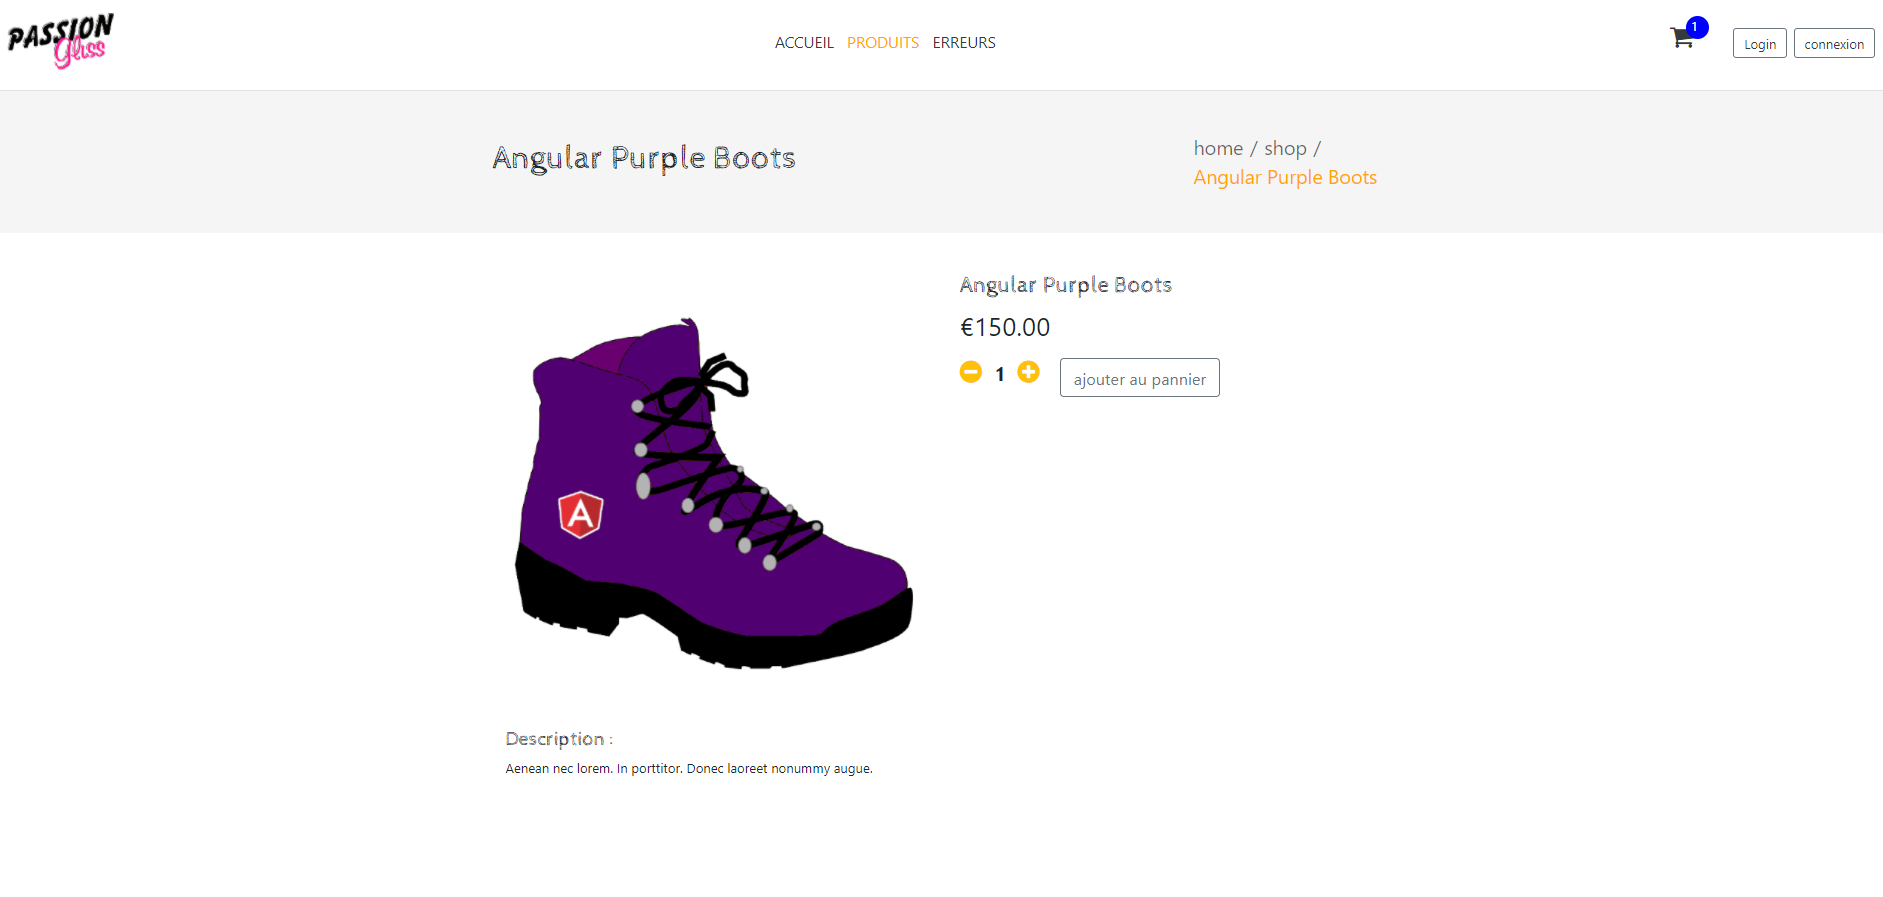 PASSION
Gliss
ACCUEIL PRODUITS ERREURS
1
Login connexion
Angular Purple Boots
home / shop /
Angular Purple Boots
Angular Purple Boots
€150.00
1 ajouter au pannier
A
Description :
Aenean nec lorem. In porttitor. Donec laoreet nonummy augue.